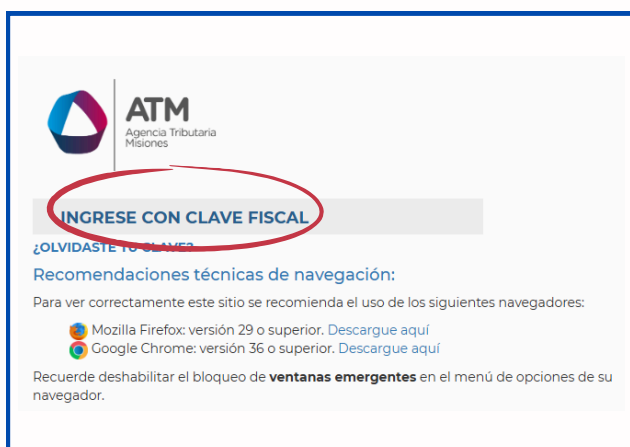 ATM
Agencia Tributaria
Misiones
INGRESE CON CLAVE FISCAL
¿OLVIDASTE TU CLAVE?
Recomendaciones técnicas de navegación:
Para ver correctamente este sitio se recomienda el uso de los siguientes navegadores:
Mozilla Firefox: versión 29 o superior. Descargue aquí
Google Chrome: versión 36 o superior. Descargue aquí
Recuerde deshabilitar el bloqueo de ventanas emergentes en el menú de opciones de su
navegador.